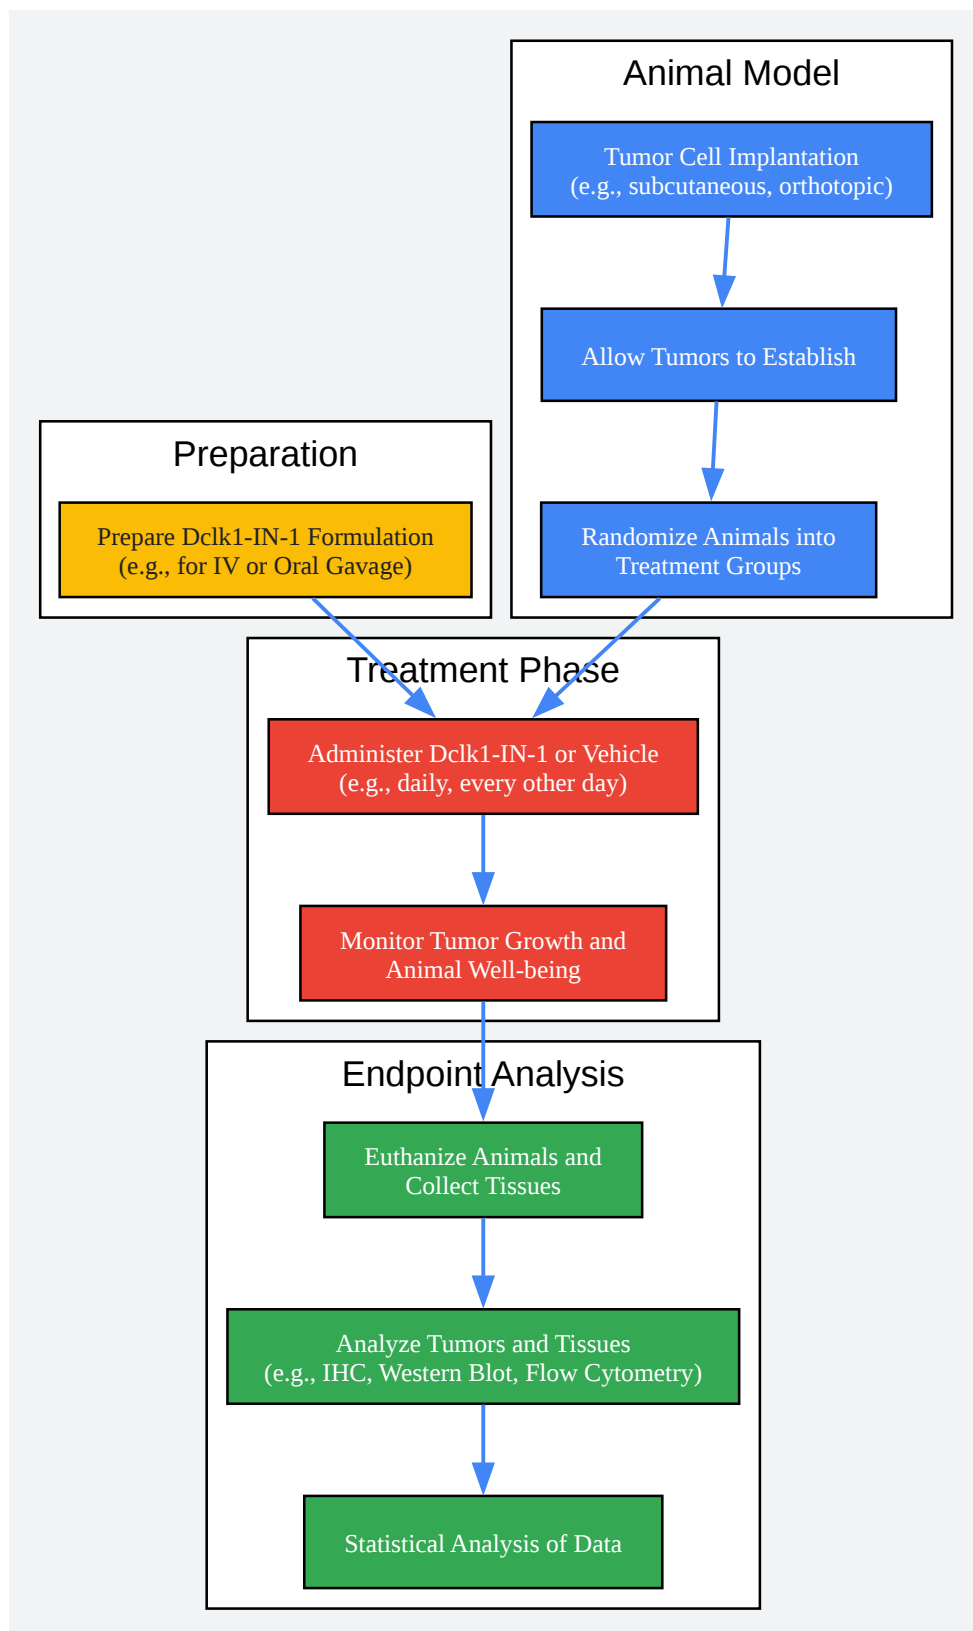 Animal Model
Tumor Cell Implantation
(e.g., subcutaneous, orthotopic)
Allow Tumors to Establish
Randomize Animals into
Treatment Groups
Preparation
Prepare Dclk1-IN-1 Formulation
(e.g., for IV or Oral Gavage)
Treatment Phase
Administer Dclk1-IN-1 or Vehicle
(e.g., daily, every other day)
Monitor Tumor Growth and
Animal Well-being
Endpoint Analysis
Euthanize Animals and
Collect Tissues
Analyze Tumors and Tissues
(e.g., IHC, Western Blot, Flow Cytometry)
Statistical Analysis of Data